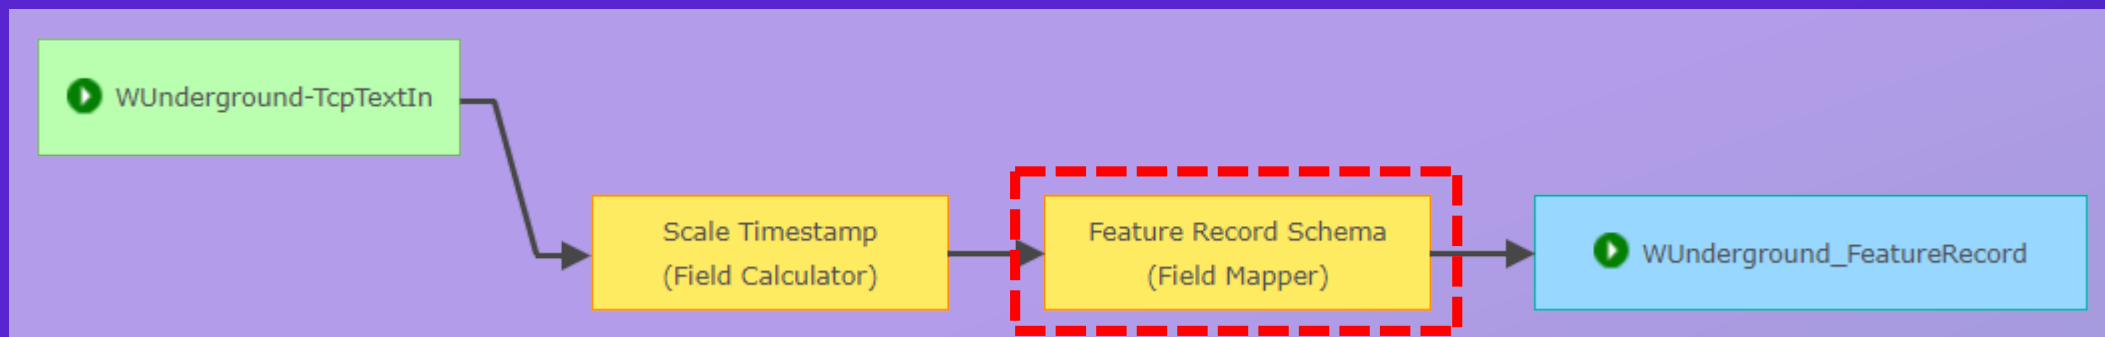 WUnderground-TcpTextIn
Scale Timestamp
(Field Calculator)
Feature Record Schema
(Field Mapper)
WUnderground_FeatureRecord